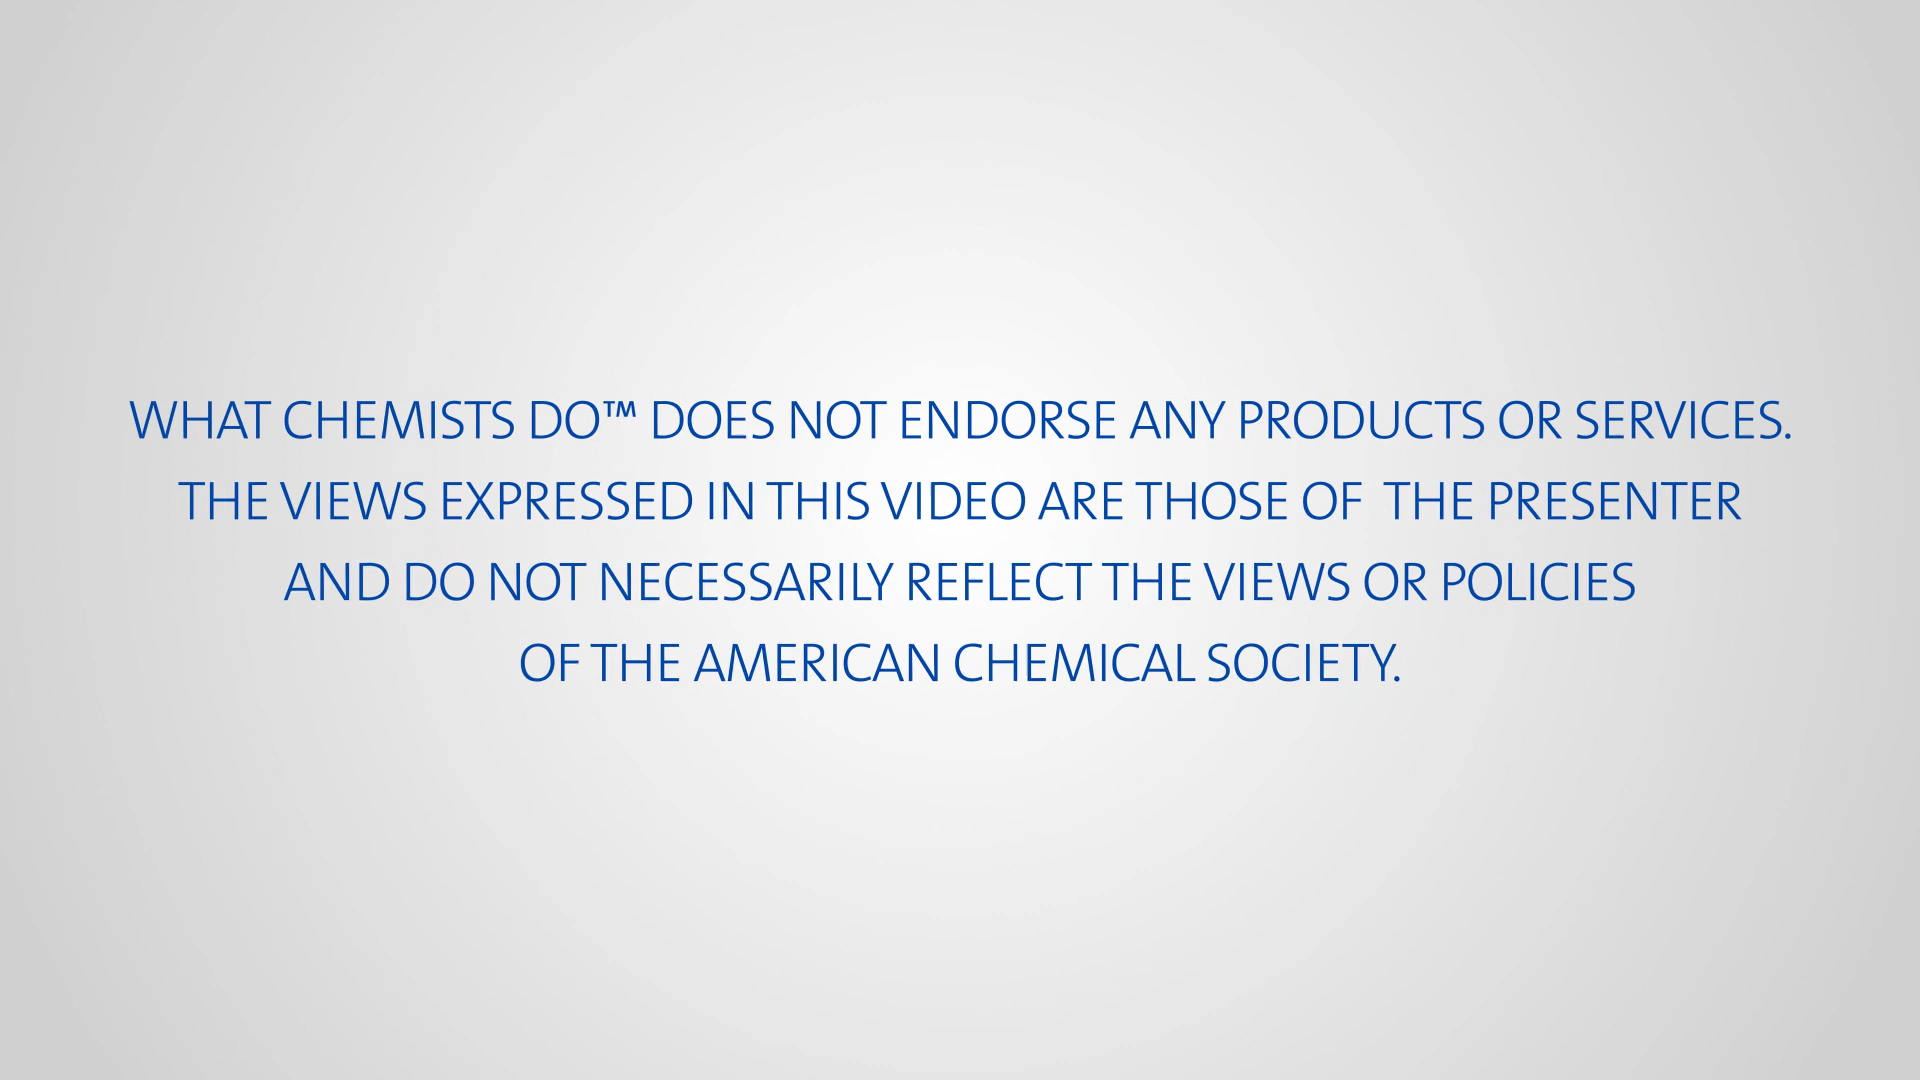 WHAT CHEMISTS DO™ DOES NOT ENDORSE ANY PRODUCTS OR SERVICES.
THE VIEWS EXPRESSED IN THIS VIDEO ARE THOSE OF  THE PRESENTER
AND DO NOT NECESSARILY REFLECT THE VIEWS OR POLICIES
OF THE AMERICAN CHEMICAL SOCIETY.